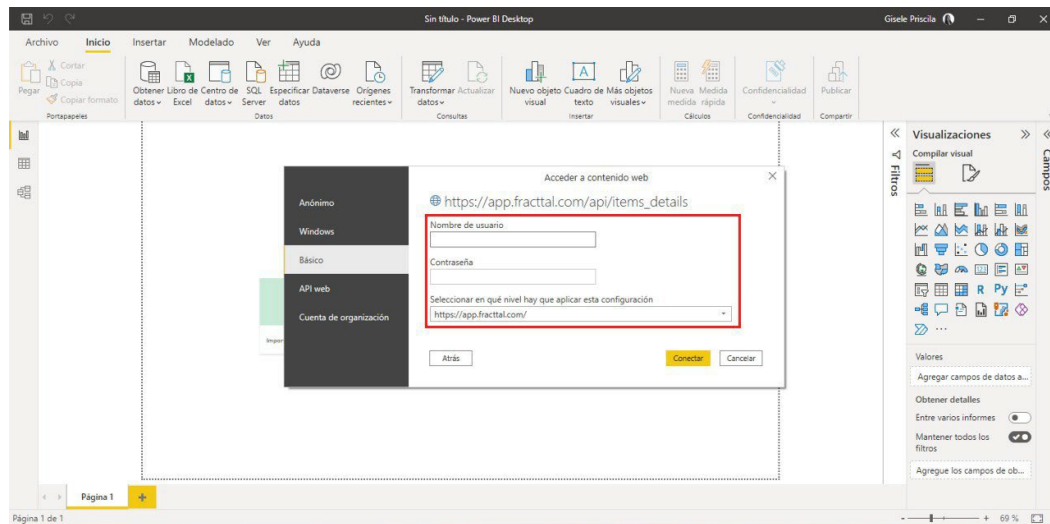 Sin título - Power BI Desktop
Gisele Priscila
Archivo Inicio Insertar Modelado Ver Ayuda
Pegar
Cortar
Copia
Copiar formato
Portapapeles
Obtener datos
Libro de Excel
Centro de datos
SQL Server
Especificar datos
Dataverse
Orígenes recientes
Datos
Transformar datos
Actualizar
Consultas
Nuevo objeto visual
Cuadro de texto
Más objetos visuales
Insertar
Nueva medida
Medida rápida
Cálculos
Confidencialidad
Confidencialidad
Publicar
Compartir
Acceder a contenido web
https://app.fracttal.com/api/items_details
Anónimo
Windows
Básico
API web
Cuenta de organización
Nombre de usuario
Contraseña
Seleccionar en qué nivel hay que aplicar esta configuración
https://app.fracttal.com/
Atrás
Conectar
Cancelar
Impor
Filtros
Visualizaciones
Compilar visual
R Py
123
Valores
Agregar campos de datos a...
Obtener detalles
Entre varios informes
Mantener todos los
filtros
Agregue los campos de ob...
Campos
Página 1
Página 1 de 1
69 %